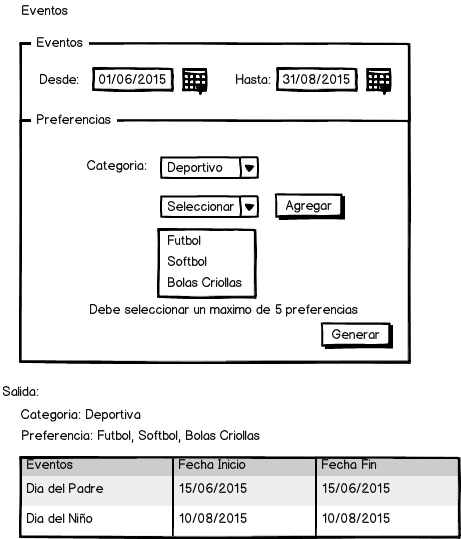 Eventos
Eventos
Desde: 01/06/2015 Hasta: 31/08/2015
Preferencias
Categoria: Deportivo
Seleccionar Agregar
Futbol
Softbol
Bolas Criollas
Debe seleccionar un maximo de 5 preferencias
Generar
Salida:
Categoria: Deportiva
Preferencia: Futbol, Softbol, Bolas Criollas
Eventos Fecha Inicio Fecha Fin
Dia del Padre 15/06/2015 15/06/2015
Dia del Niño 10/08/2015 10/08/2015